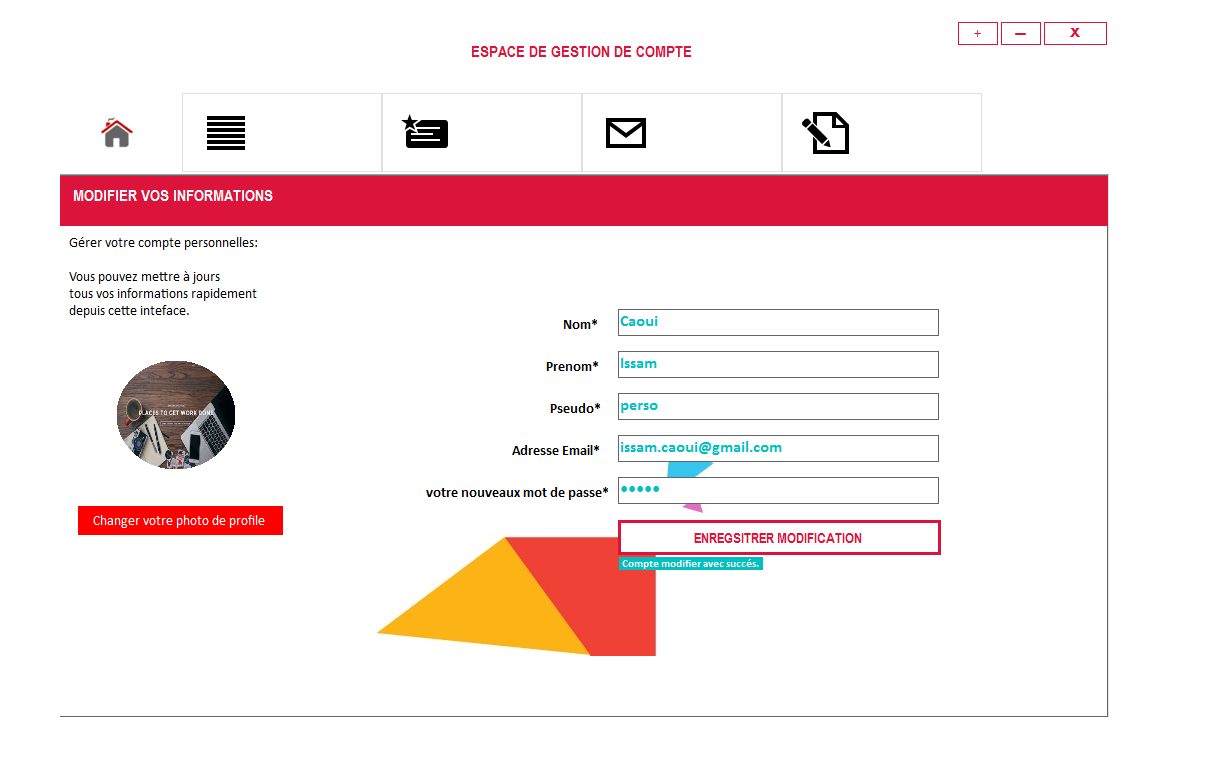 + – X
ESPACE DE GESTION DE COMPTE
MODIFIER VOS INFORMATIONS
Gérer votre compte personnelles:
Vous pouvez mettre à jours
tous vos informations rapidement
depuis cette inteface.
Nom* Caoui
Prenom* Issam
Pseudo* perso
Adresse Email* issam.caoui@gmail.com
votre nouveaux mot de passe* •••••
PLACES TO GET WORK DONE
Changer votre photo de profile
ENREGSITRER MODIFICATION
Compte modifier avec succés.